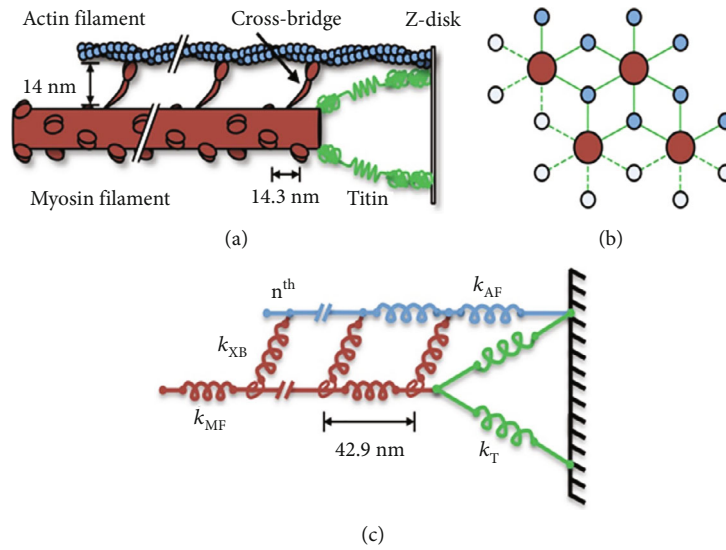 Actin filament
Cross-bridge
Z-disk
14 nm
Myosin filament
14.3 nm
Titin
(a)
(b)
nth
kAF
kXB
kMF
42.9 nm
kT
(c)